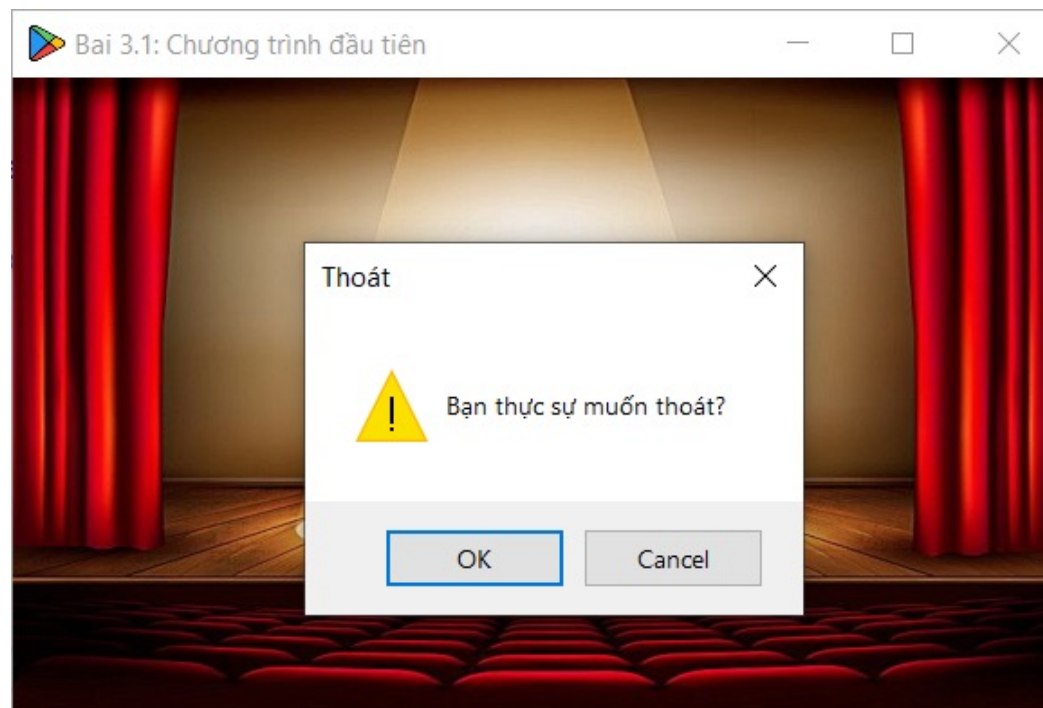 Bai 3.1: Chương trình đầu tiên
Thoát
Bạn thực sự muốn thoát?
OK
Cancel